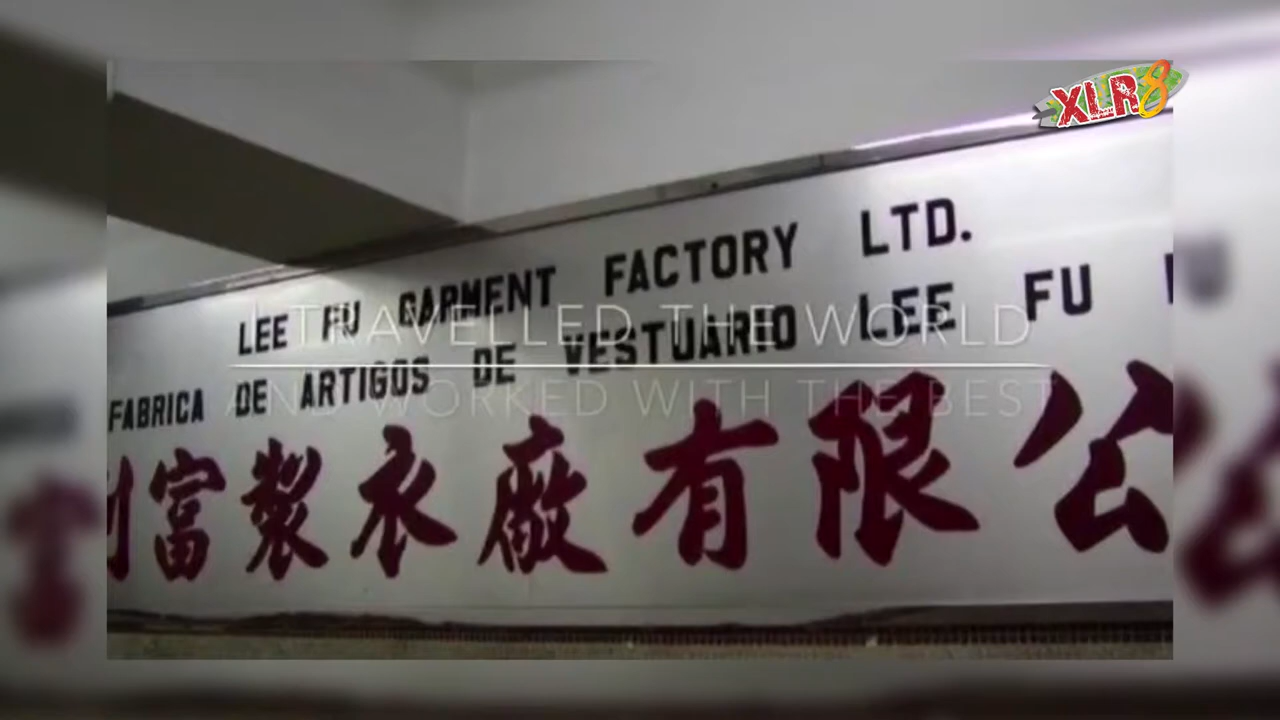 XLR8
LEE FU GARMENT FACTORY LTD.
I TRAVELLED THE WORLD
FABRICA DE ARTIGOS DE VESTUARIO LEE FU
AND WORKED WITH THE BEST
利富製衣廠有限公